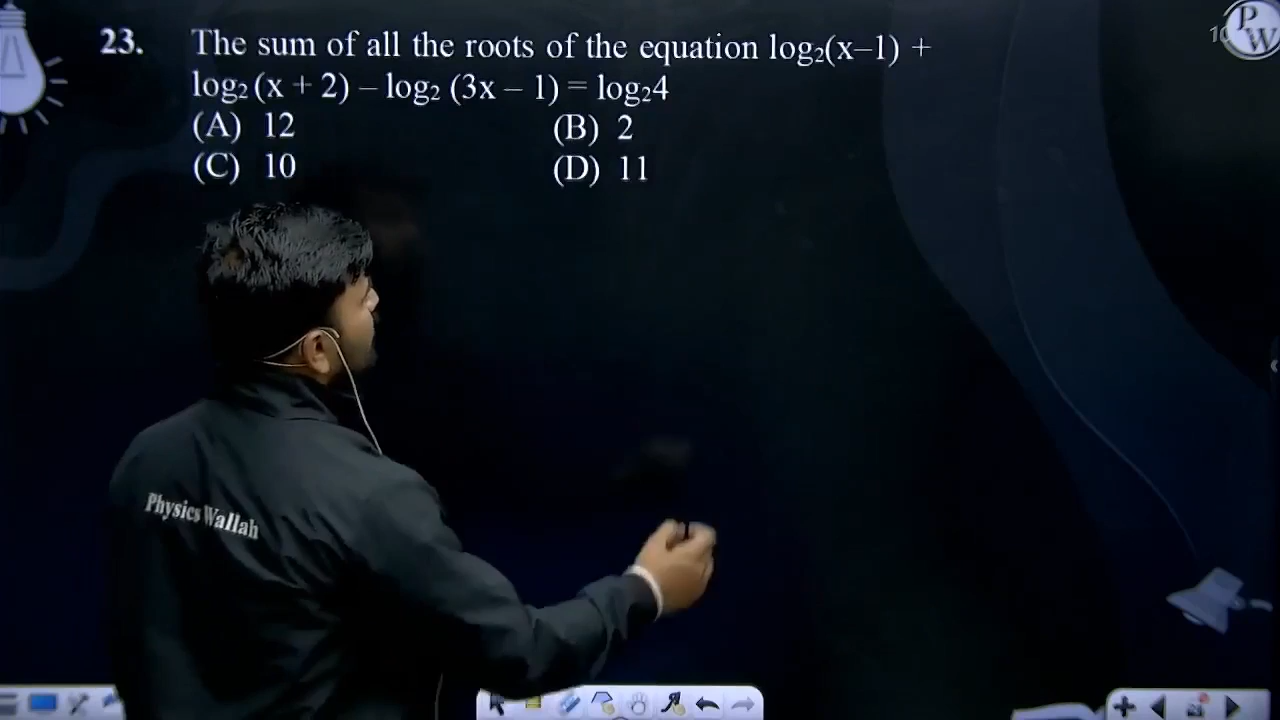 23. The sum of all the roots of the equation log₂(x–1) +
log₂ (x + 2) – log₂ (3x – 1) = log₂4
(A) 12 (B) 2
(C) 10 (D) 11
PW
Physics Wallah